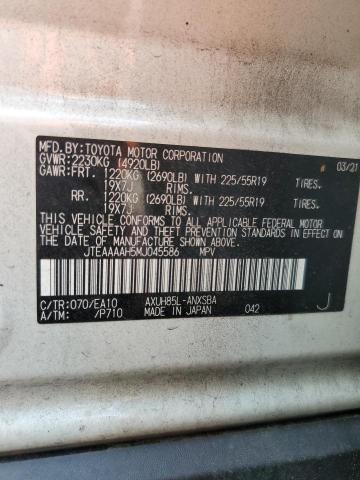 MFD.BY:TOYOTA MOTOR CORPORATION 03/21
GVWR:2230KG (4920LB)
GAWR:FRT. 1220KG (2690LB) WITH 225/55R19 TIRES,
19X7J RIMS.
RR. 1220KG (2690LB) WITH 225/55R19 TIRES,
19X7J RIMS.
THIS VEHICLE CONFORMS TO ALL APPLICABLE FEDERAL MOTOR
VEHICLE SAFETY AND THEFT PREVENTION STANDARDS IN EFFECT
ON THE DATE OF MANUFACTURE SHOWN ABOVE.
JTEAAAAH5MJ045586 MPV
C/TR:070/EA10 AXUH85L-ANXSBA
A/TM: /P710 MADE IN JAPAN 042 J